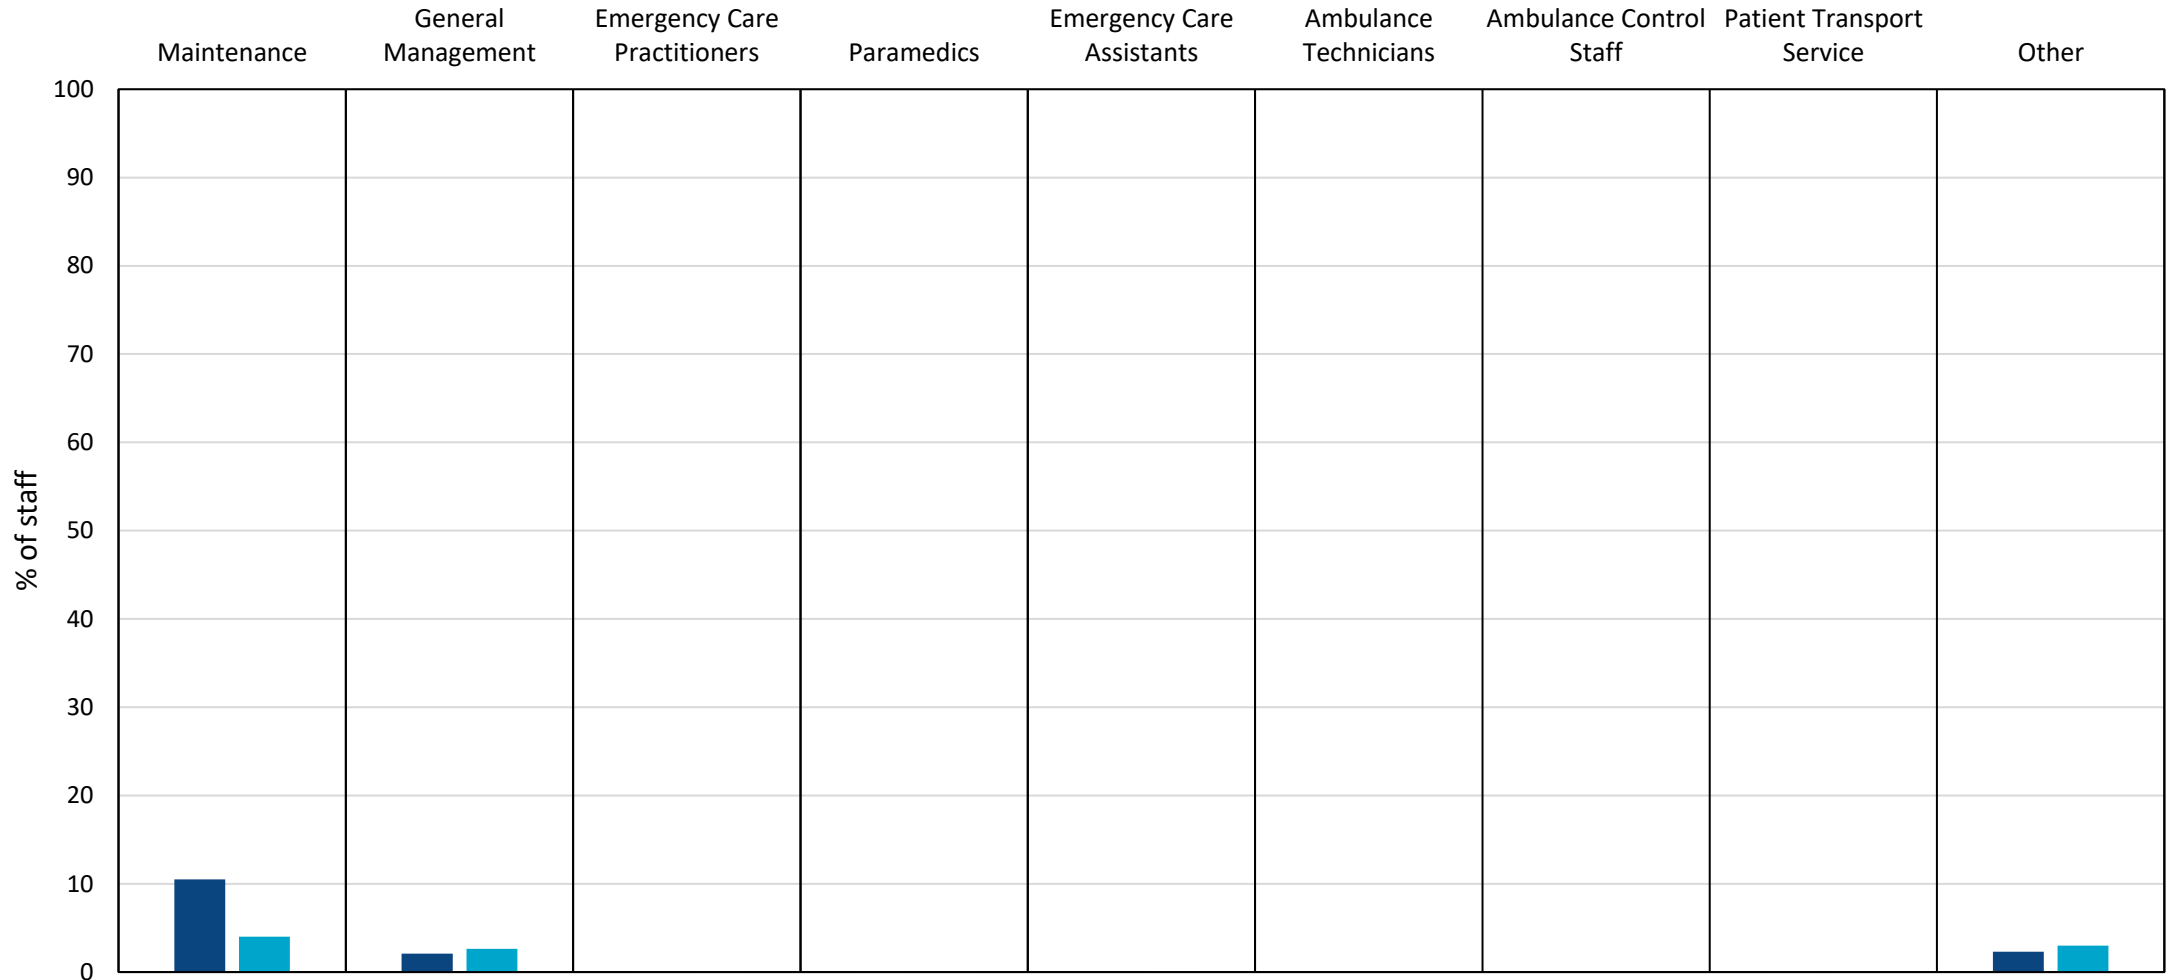 Maintenance
General
Management
Emergency Care
Practitioners
Paramedics
Emergency Care
Assistants
Ambulance
Technicians
Ambulance Control
Staff
Patient Transport
Service
Other
100
90
80
70
60
50
40
30
20
10
0
% of staff